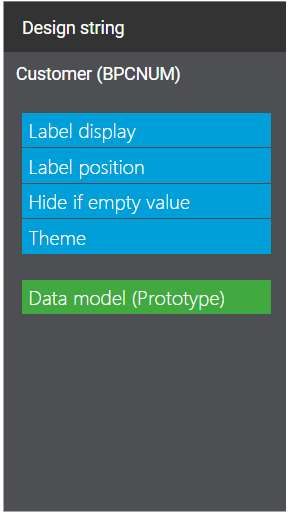 Design string
Customer (BPCNUM)
Label display
Label position
Hide if empty value
Theme
Data model (Prototype)